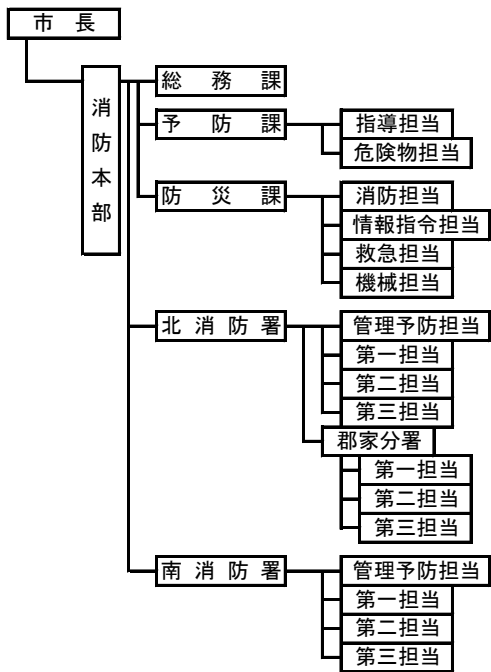 市長
消防本部
総務課
予防課
指導担当
危険物担当
防災課
消防担当
情報指令担当
救急担当
機械担当
北消防署
管理予防担当
第一担当
第二担当
第三担当
郡家分署
第一担当
第二担当
第三担当
南消防署
管理予防担当
第一担当
第二担当
第三担当